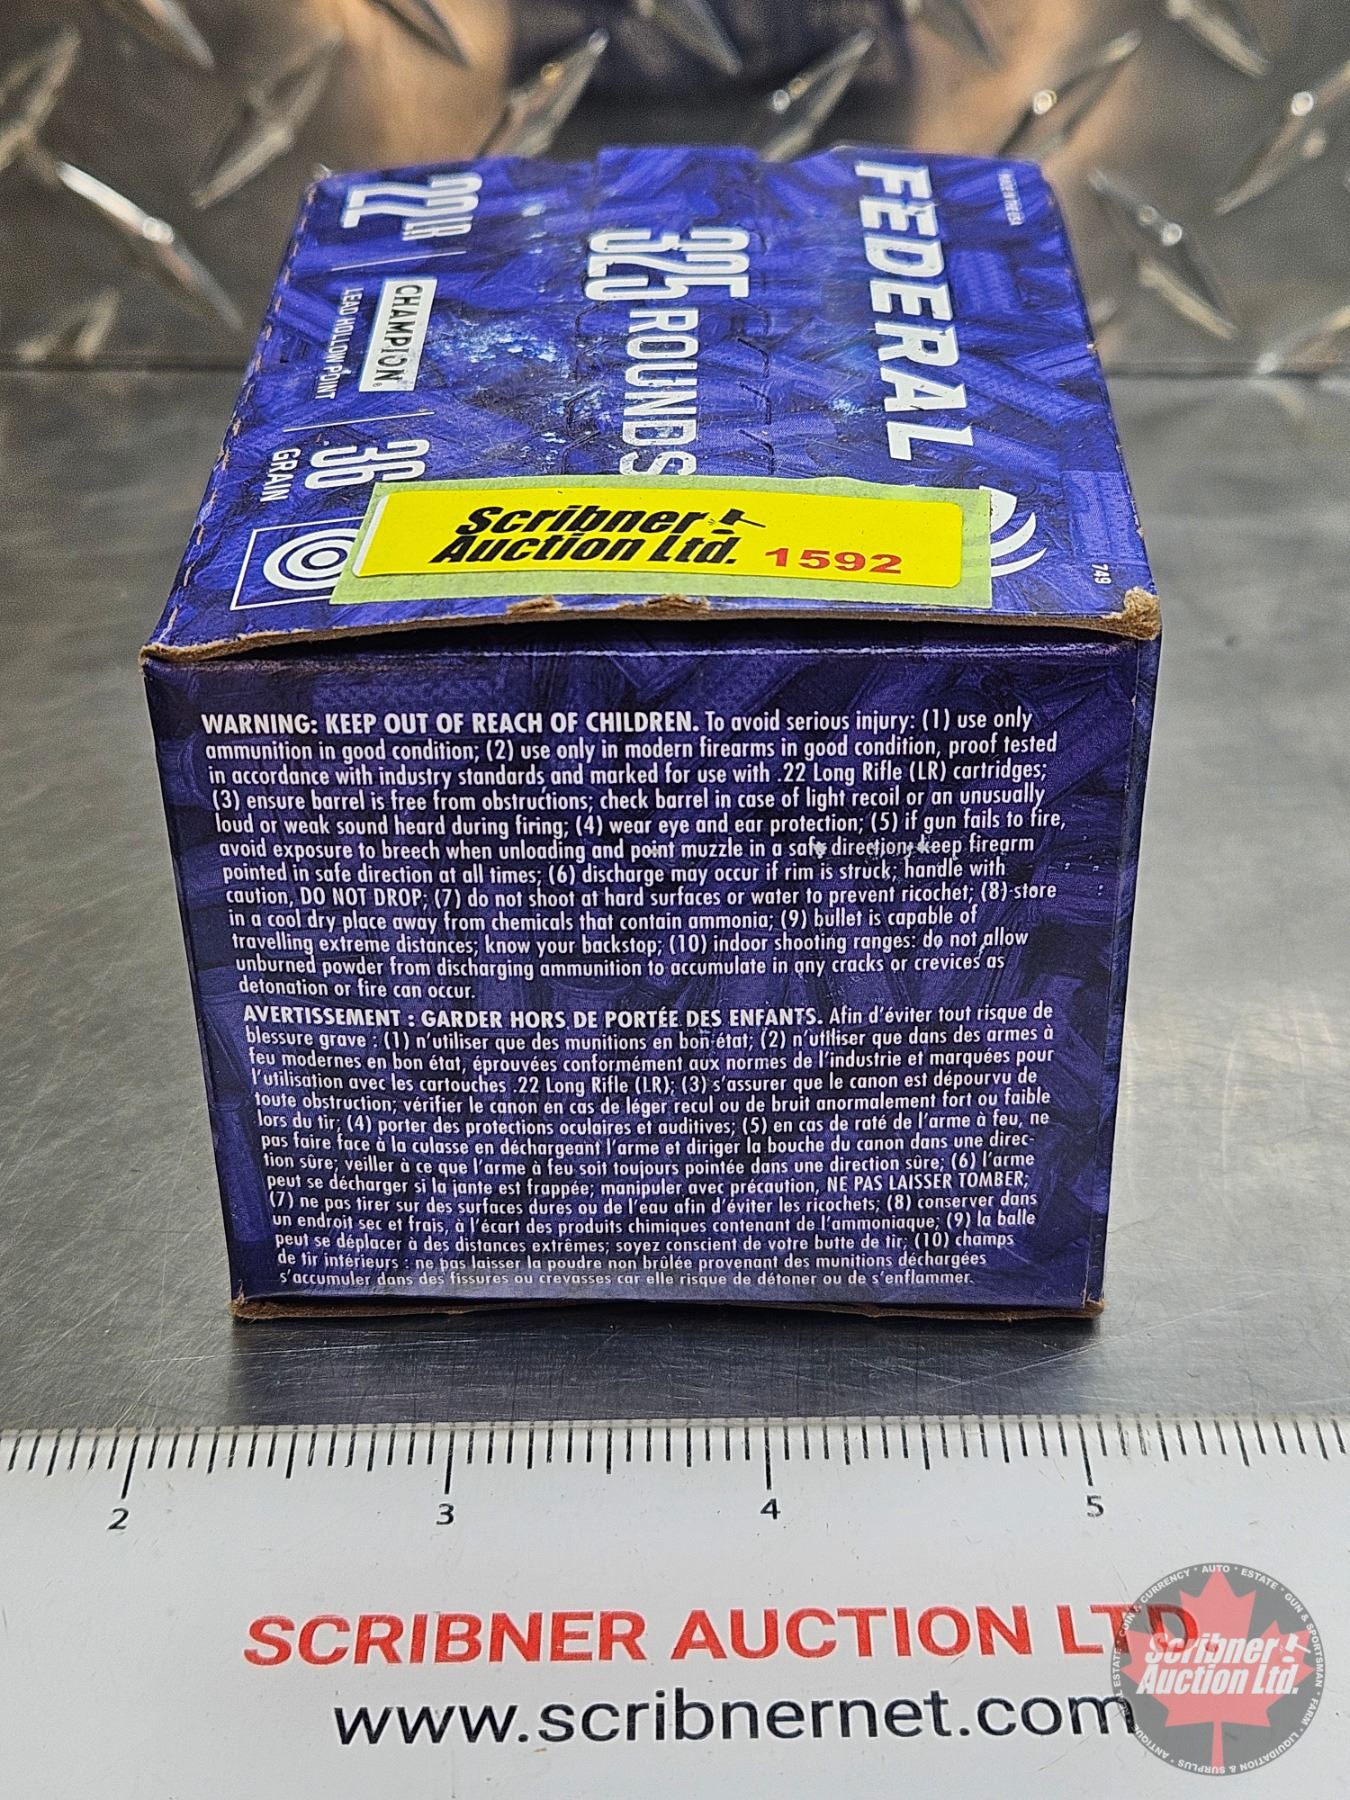 MADE IN THE USA
FEDERAL
749
325 ROUNDS
22LR
CHAMPION
LEAD HOLLOW POINT
36
GRAIN
Scribner
Auction Ltd. 1592
WARNING: KEEP OUT OF REACH OF CHILDREN. To avoid serious injury: (1) use only
ammunition in good condition; (2) use only in modern firearms in good condition, proof tested
in accordance with industry standards and marked for use with .22 Long Rifle (LR) cartridges;
(3) ensure barrel is free from obstructions; check barrel in case of light recoil or an unusually
loud or weak sound heard during firing; (4) wear eye and ear protection; (5) if gun fails to fire,
avoid exposure to breech when unloading and point muzzle in a safe direction; keep firearm
pointed in safe direction at all times; (6) discharge may occur if rim is struck; handle with
caution, DO NOT DROP; (7) do not shoot at hard surfaces or water to prevent ricochet; (8) store
in a cool dry place away from chemicals that contain ammonia; (9) bullet is capable of
travelling extreme distances; know your backstop; (10) indoor shooting ranges: do not allow
unburned powder from discharging ammunition to accumulate in any cracks or crevices as
detonation or fire can occur.
AVERTISSEMENT : GARDER HORS DE PORTÉE DES ENFANTS. Afin d'éviter tout risque de
blessure grave : (1) n'utiliser que des munitions en bon état; (2) n'utiliser que dans des armes à
feu modernes en bon état, éprouvées conformément aux normes de l'industrie et marquées pour
l'utilisation avec les cartouches .22 Long Rifle (LR); (3) s'assurer que le canon est dépourvu de
toute obstruction; vérifier le canon en cas de léger recul ou de bruit anormalement fort ou faible
lors du tir; (4) porter des protections oculaires et auditives; (5) en cas de raté de l'arme à feu, ne
pas faire face à la culasse en déchargeant l'arme et diriger la bouche du canon dans une direc-
tion sûre; veiller à ce que l'arme à feu soit toujours pointée dans une direction sûre; (6) l'arme
peut se décharger si la jante est frappée; manipuler avec précaution, NE PAS LAISSER TOMBER;
(7) ne pas tirer sur des surfaces dures ou de l'eau afin d'éviter les ricochets; (8) conserver dans
un endroit sec et frais, à l'écart des produits chimiques contenant de l'ammoniaque; (9) la balle
peut se déplacer à des distances extrêmes; soyez conscient de votre butte de tir; (10) champs
de tir intérieurs : ne pas laisser la poudre non brûlée provenant des munitions déchargées
s'accumuler dans des fissures ou crevasses car elle risque de détoner ou de s'enflammer.
2 3 4 5
SCRIBNER AUCTION LTD.
www.scribnernet.com
Scribner
Auction Ltd.
ANTIQUE • REAL ESTATE • COIN & CURRENCY • AUTO • ESTATE • GUN & SPORTSMAN • FARM • LIQUIDATION & SURPLUS